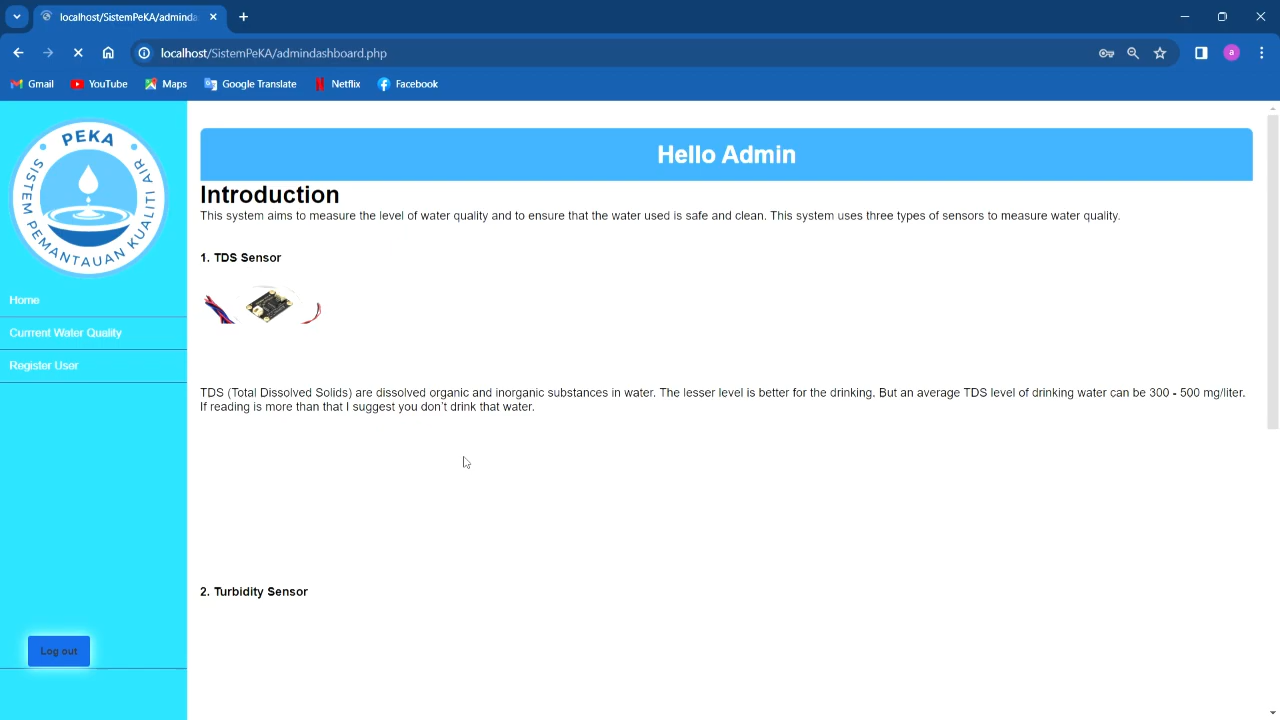 localhost/SistemPeKA/adminda
localhost/SistemPeKA/admindashboard.php
a
Gmail
YouTube
Maps
Google Translate
Netflix
Facebook
PEKA
SISTEM PEMANTAUAN KUALITI AIR
Home
Currrent Water Quality
Register User
Log out
Hello Admin
Introduction
This system aims to measure the level of water quality and to ensure that the water used is safe and clean. This system uses three types of sensors to measure water quality.
1. TDS Sensor
TDS (Total Dissolved Solids) are dissolved organic and inorganic substances in water. The lesser level is better for the drinking. But an average TDS level of drinking water can be 300 - 500 mg/liter.
If reading is more than that I suggest you don't drink that water.
2. Turbidity Sensor